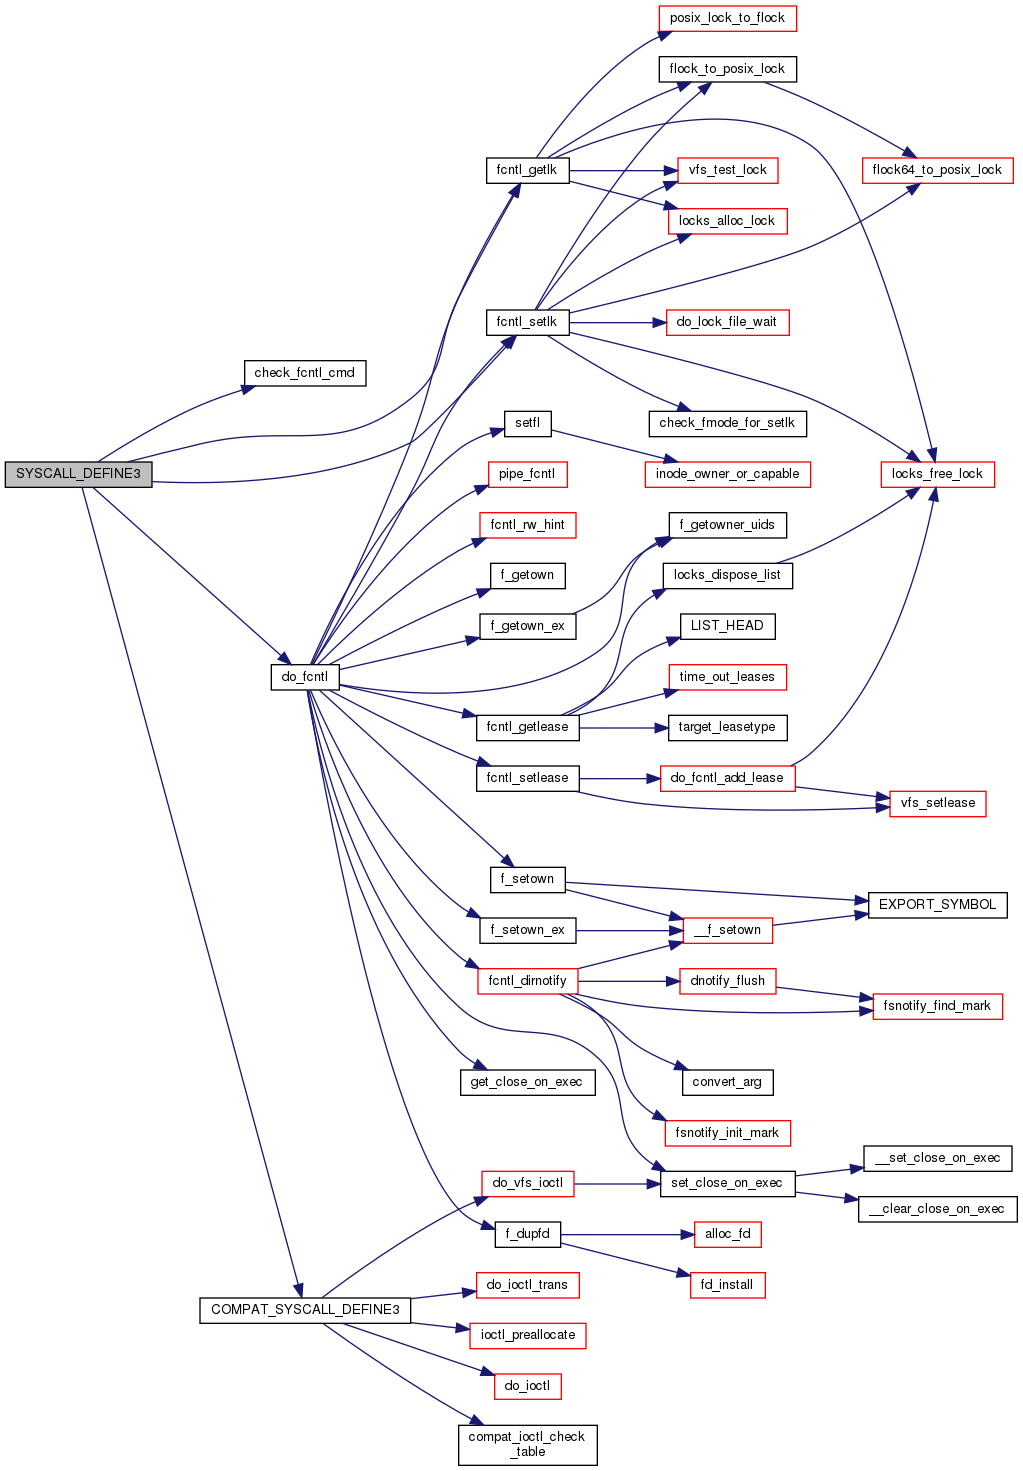 posix_lock_to_flock
flock_to_posix_lock
fcntl_getlk
vfs_test_lock
flock64_to_posix_lock
locks_alloc_lock
fcntl_setlk
do_lock_file_wait
check_fcntl_cmd
setfl
check_fmode_for_setlk
SYSCALL_DEFINE3
pipe_fcntl
inode_owner_or_capable
locks_free_lock
fcntl_rw_hint
f_getowner_uids
f_getown
locks_dispose_list
f_getown_ex
LIST_HEAD
do_fcntl
time_out_leases
fcntl_getlease
target_leasetype
fcntl_setlease
do_fcntl_add_lease
vfs_setlease
f_setown
EXPORT_SYMBOL
f_setown_ex
__f_setown
fcntl_dirnotify
dnotify_flush
fsnotify_find_mark
get_close_on_exec
convert_arg
fsnotify_init_mark
__set_close_on_exec
do_vfs_ioctl
set_close_on_exec
__clear_close_on_exec
f_dupfd
alloc_fd
do_ioctl_trans
fd_install
COMPAT_SYSCALL_DEFINE3
ioctl_preallocate
do_ioctl
compat_ioctl_check
_table